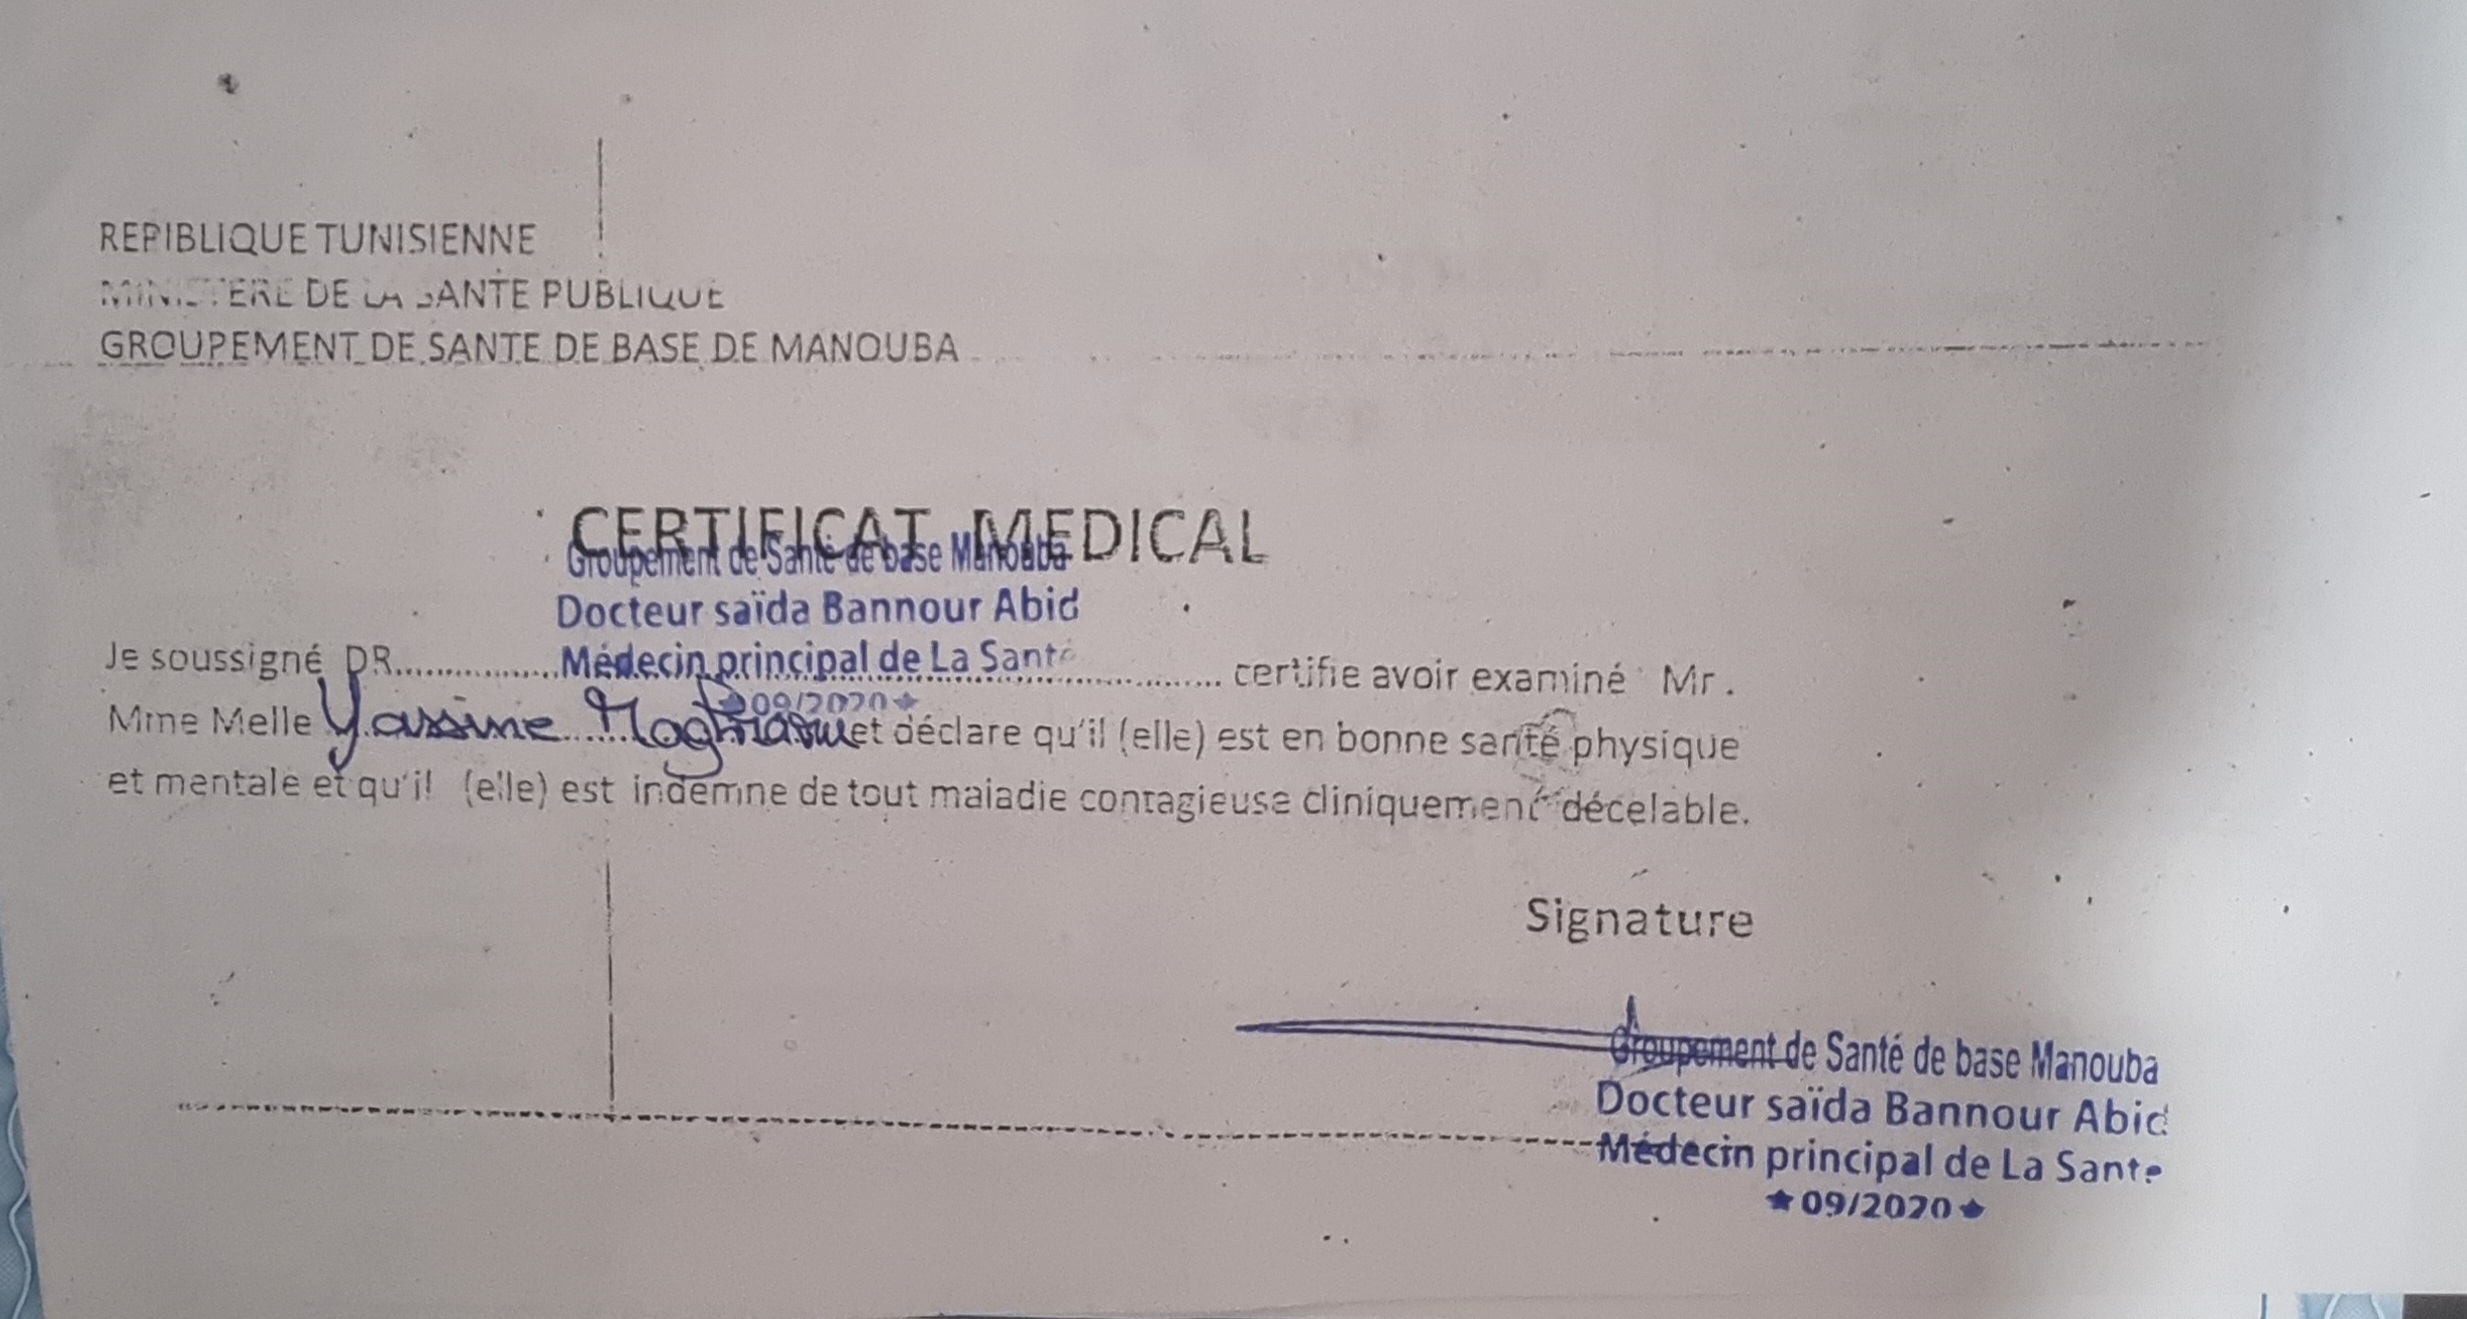 REPIBLIQUE TUNISIENNE
MINISTERE DE LA SANTE PUBLIQUE
GROUPEMENT DE SANTE DE BASE DE MANOUBA
CERTIFICAT MEDICAL
Groupement de Santé de base Manouba
Docteur saïda Bannour Abid
Je soussigné DR............... Médecin principal de La Santé ............... certifie avoir examiné Mr.
★09/2020★
Mme Melle Yassine ...... et déclare qu'il (elle) est en bonne santé physique
et mentale et qu'il (elle) est indemne de tout maladie contagieuse cliniquement décelable.
Signature
Groupement de Santé de base Manouba
Docteur saïda Bannour Abid
Médecin principal de La Sante
★09/2020★